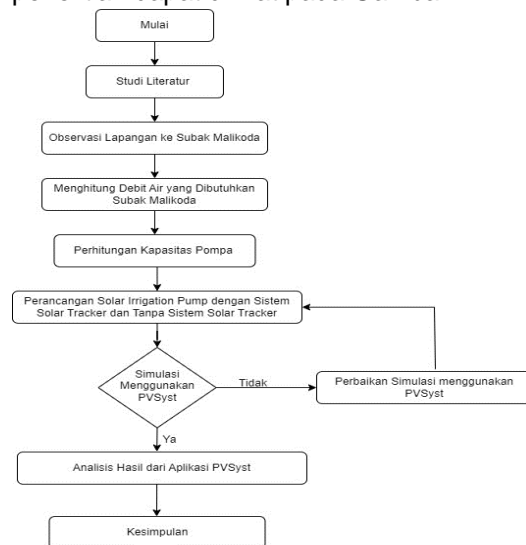 Mulai
Studi Literatur
Observasi Lapangan ke Subak Malikoda
Menghitung Debit Air yang Dibutuhkan
Subak Malikoda
Perhitungan Kapasitas Pompa
Perancangan Solar Irrigation Pump dengan Sistem
Solar Tracker dan Tanpa Sistem Solar Tracker
Simulasi
Menggunakan
PVSyst
Tidak
Perbaikan Simulasi menggunakan
PVSyst
Ya
Analisis Hasil dari Aplikasi PVSyst
Kesimpulan